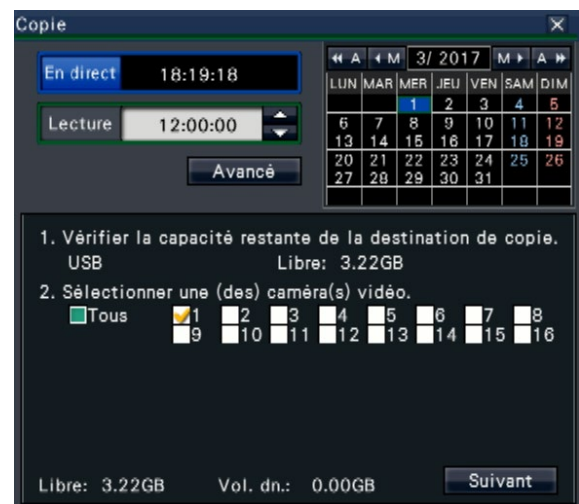 Copie
En direct 18:19:18
Lecture 12:00:00
Avancé
A M 3/ 2017 M A
LUN MAR MER JEU VEN SAM DIM
1 2 3 4 5
6 7 8 9 10 11 12
13 14 15 16 17 18 19
20 21 22 23 24 25 26
27 28 29 30 31
1. Vérifier la capacité restante de la destination de copie.
USB Libre: 3.22GB
2. Sélectionner une (des) caméra(s) vidéo.
Tous 1 2 3 4 5 6 7 8
9 10 11 12 13 14 15 16
Libre: 3.22GB Vol. dn.: 0.00GB Suivant